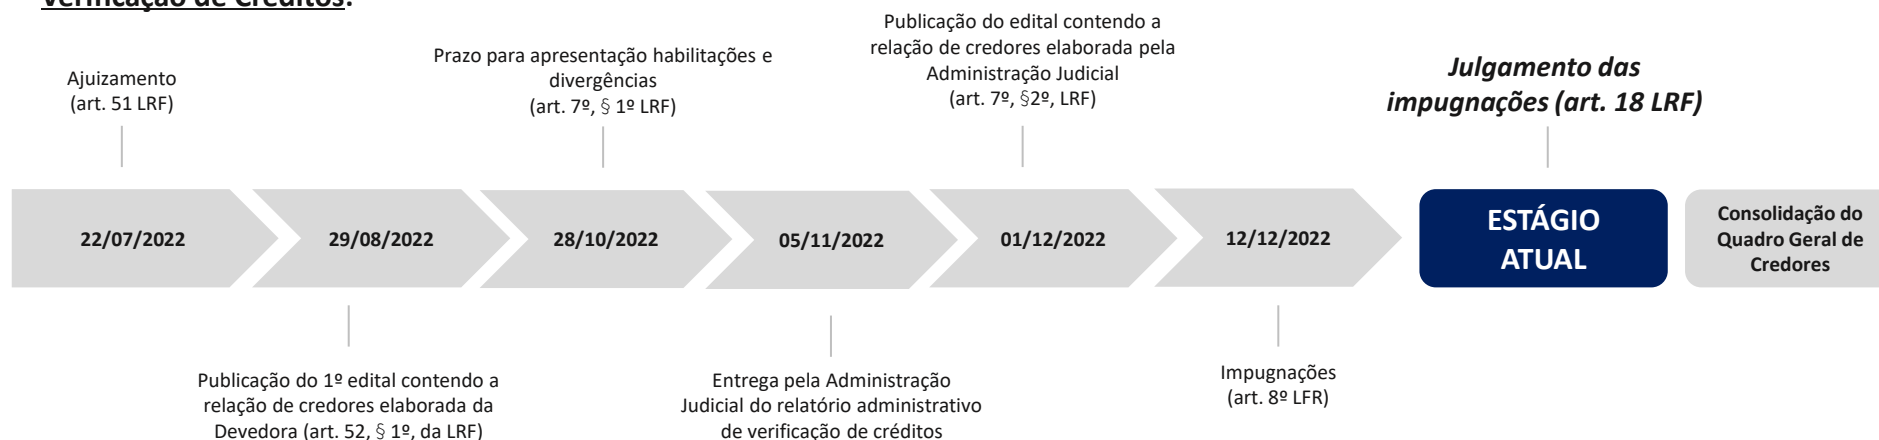 Verificação de Créditos:
Ajuizamento
(art. 51 LRF)
Prazo para apresentação habilitações e
divergências
(art. 7º, § 1º LRF)
Publicação do edital contendo a
relação de credores elaborada pela
Administração Judicial
(art. 7º, §2º, LRF)
Julgamento das
impugnações (art. 18 LRF)
22/07/2022
29/08/2022
28/10/2022
05/11/2022
01/12/2022
12/12/2022
ESTÁGIO
ATUAL
Consolidação do
Quadro Geral de
Credores
Publicação do 1º edital contendo a
relação de credores elaborada da
Devedora (art. 52, § 1º, da LRF)
Entrega pela Administração
Judicial do relatório administrativo
de verificação de créditos
Impugnações
(art. 8º LFR)